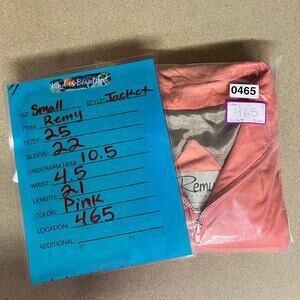 SZ: Small STYLE: Jacket
ITEM: Remy
BUST: 25
SLEEVE: 22
UNDERARM HEM: 10.5
WRIST: 4.5
LENGTH: 21
COLOR: Pink
LOCATION: 465
ADDITIONAL:
0465
465
Remy